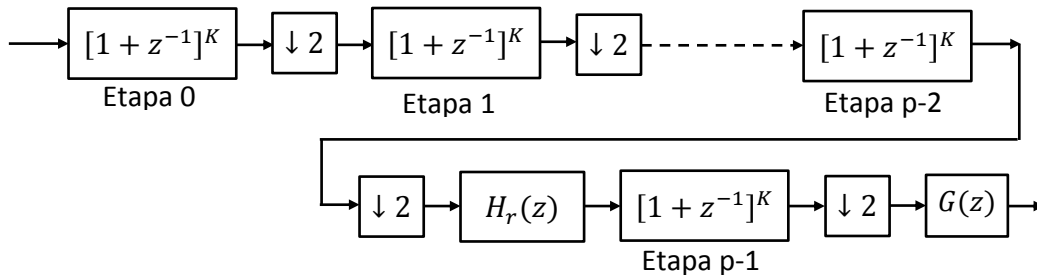 [1 + z⁻¹]ᴷ ↓ 2 [1 + z⁻¹]ᴷ ↓ 2 [1 + z⁻¹]ᴷ
Etapa 0 Etapa 1 Etapa p-2
↓ 2 Hᵣ(z) [1 + z⁻¹]ᴷ ↓ 2 G(z)
Etapa p-1